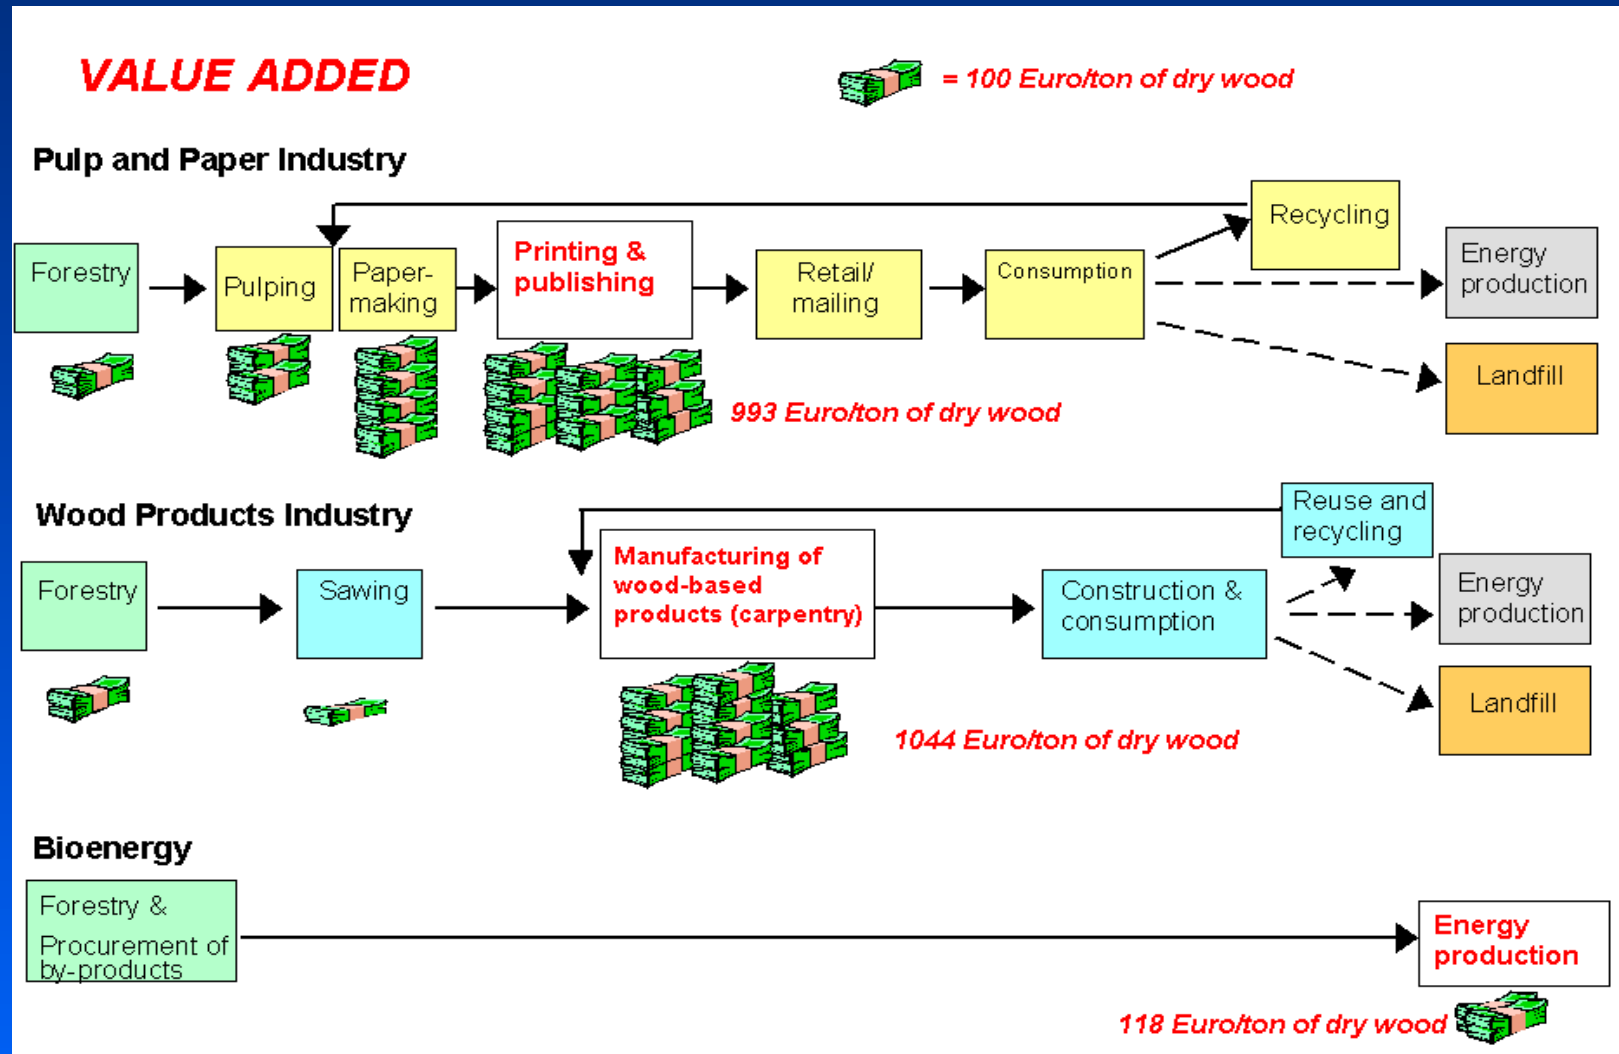 VALUE ADDED
= 100 Euro/ton of dry wood
Pulp and Paper Industry
Forestry
Pulping
Paper-
making
Printing &
publishing
Retail/
mailing
Consumption
Recycling
Energy
production
Landfill
993 Euro/ton of dry wood
Wood Products Industry
Forestry
Sawing
Manufacturing of
wood-based
products (carpentry)
Construction &
consumption
Reuse and
recycling
Energy
production
Landfill
1044 Euro/ton of dry wood
Bioenergy
Forestry &
Procurement of
by-products
Energy
production
118 Euro/ton of dry wood